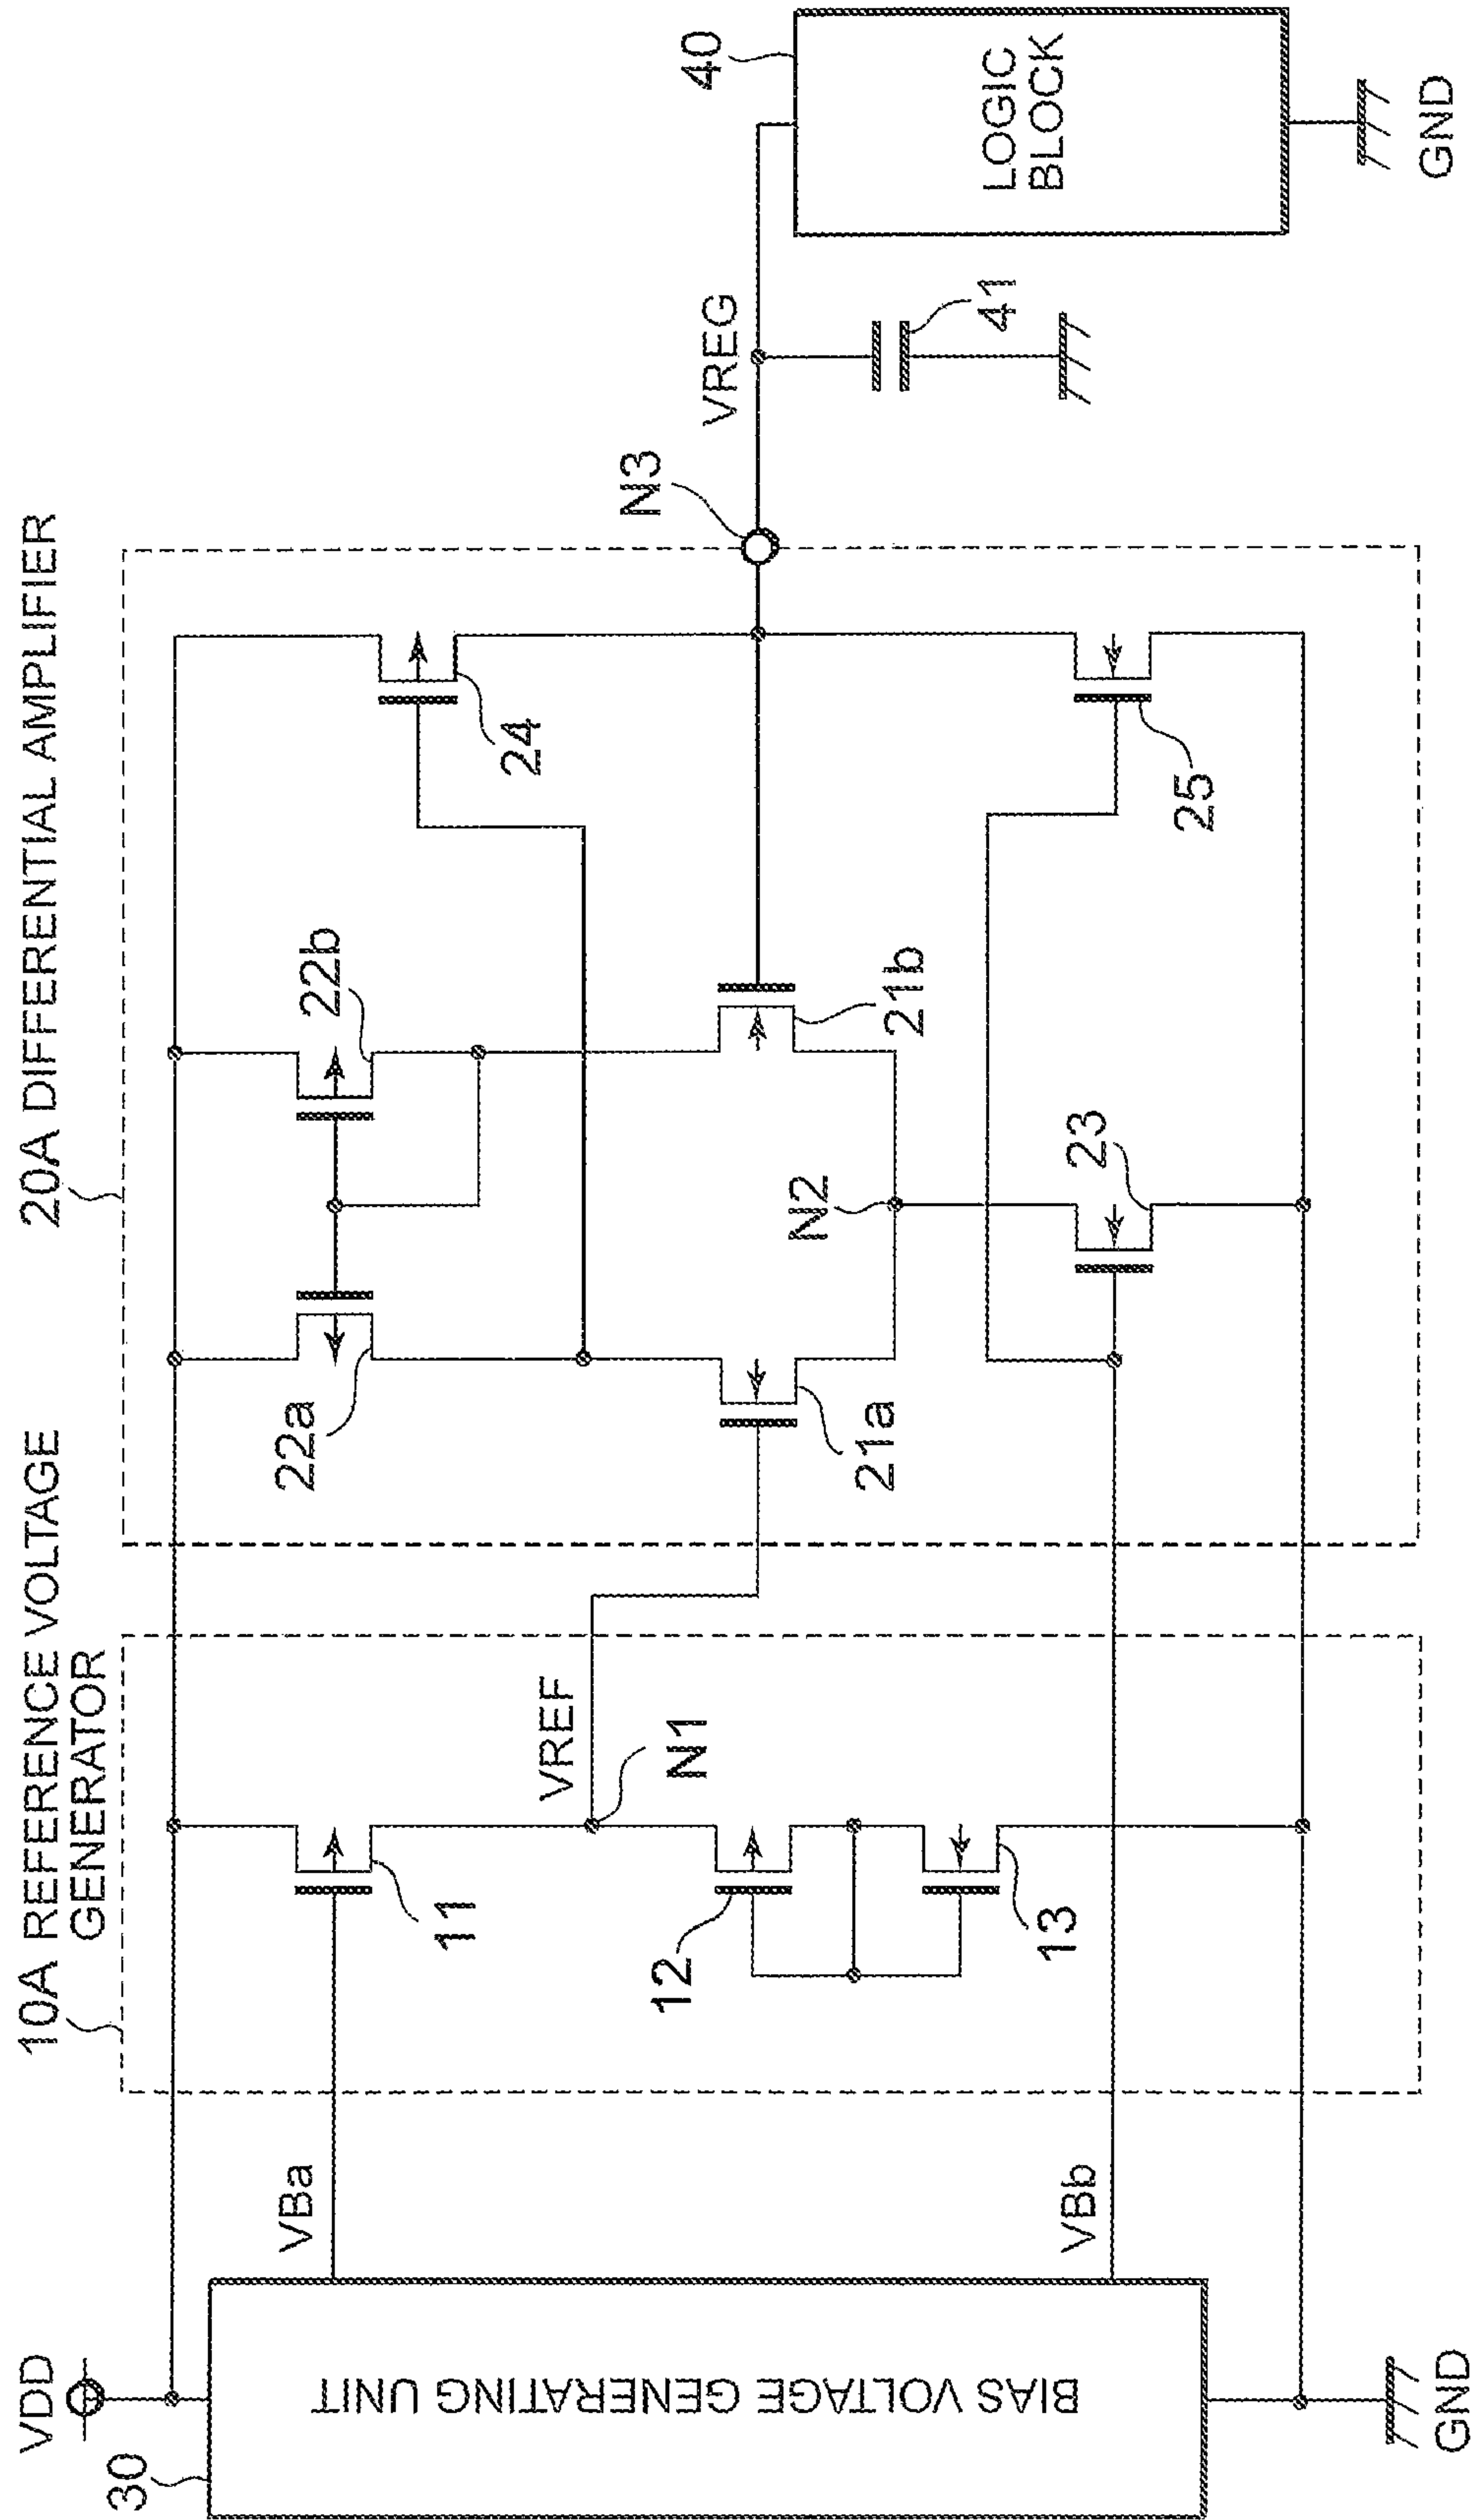 10A REFERENCE VOLTAGE
GENERATOR
20A DIFFERENTIAL AMPLIFIER
VDD
30
BIAS VOLTAGE GENERATING UNIT
GND
VBa
VBb
11
VREF
N1
12
13
22a
22b
21a
21b
N2
23
24
25
N3
VREG
41
40
LOGIC
BLOCK
GND